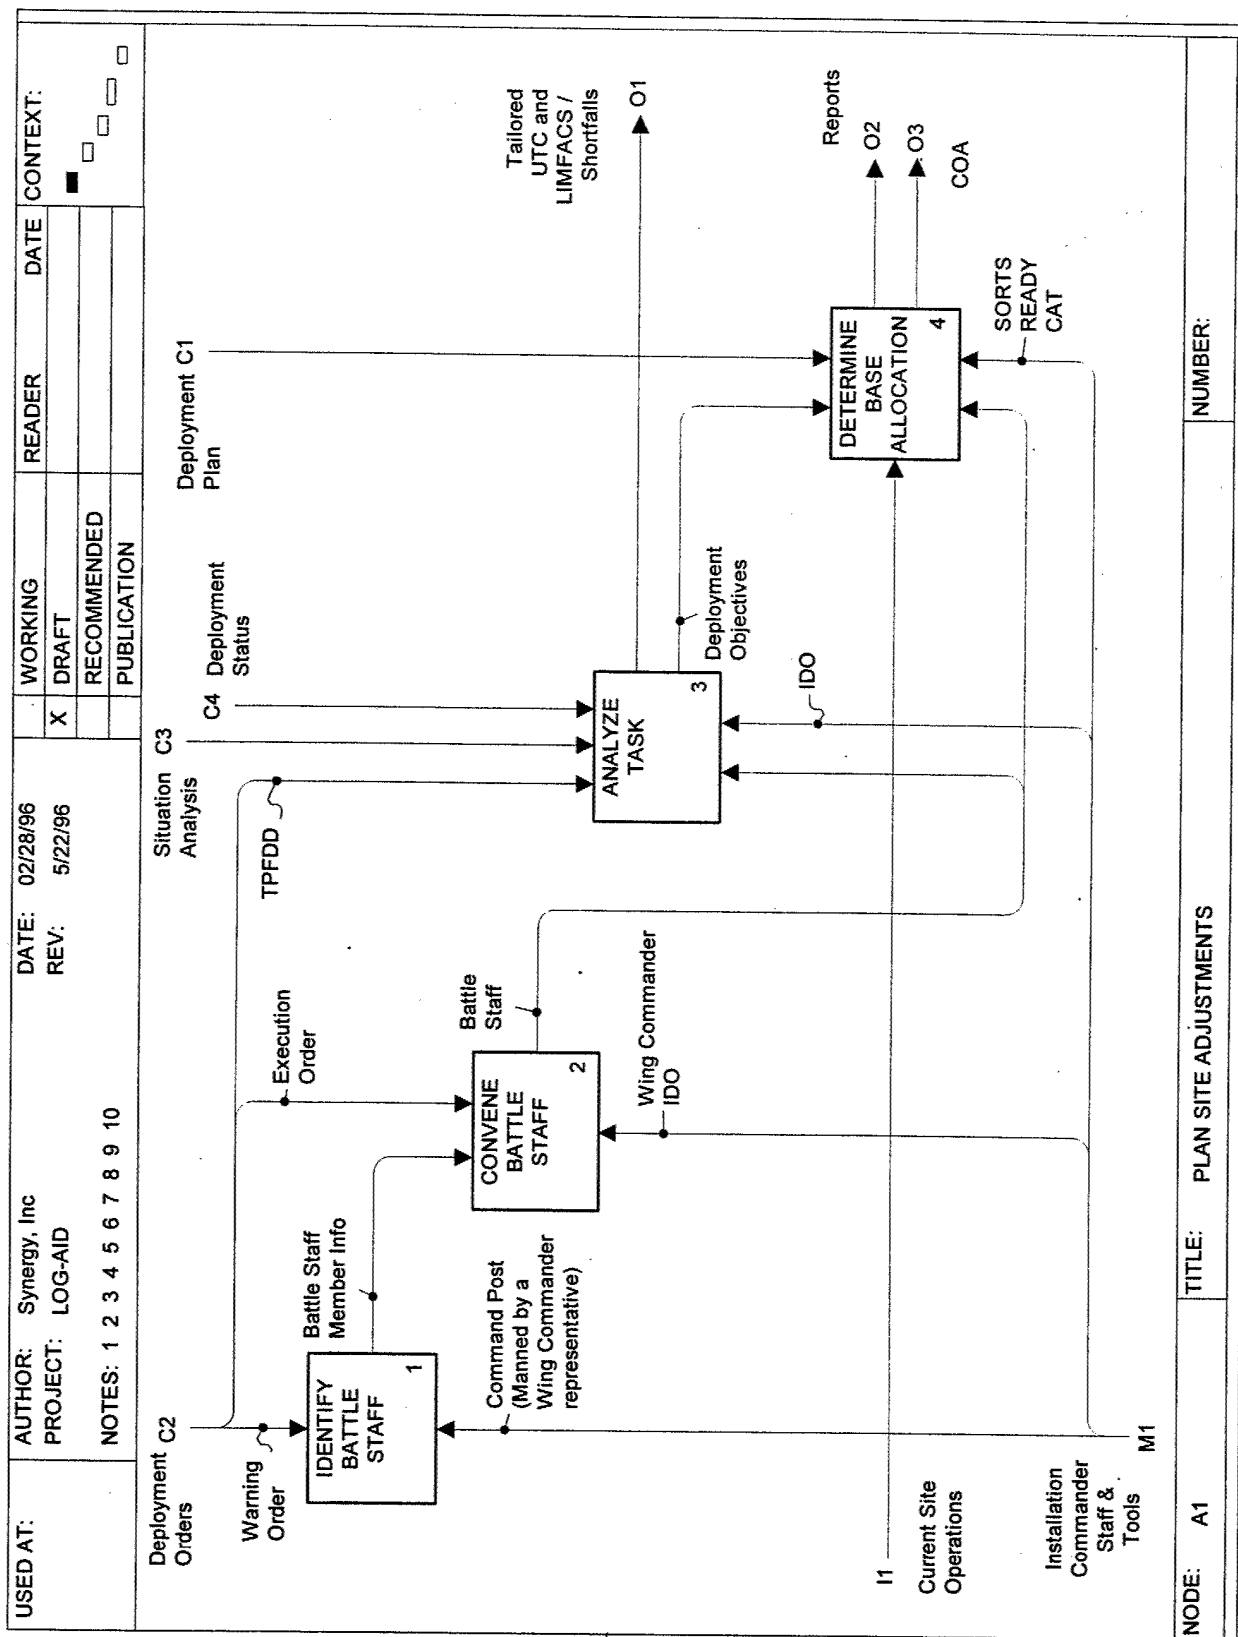 USED AT:
AUTHOR: Synergy, Inc
PROJECT: LOG-AID
NOTES: 1 2 3 4 5 6 7 8 9 10
DATE: 02/28/96
REV: 5/22/96
WORKING
X DRAFT
RECOMMENDED
PUBLICATION
READER DATE
CONTEXT:
Deployment
Orders
C2
Situation
Analysis
C3
C4
Deployment
Status
Deployment
Plan
C1
Warning
Order
Execution
Order
TPFDD
IDENTIFY
BATTLE
STAFF
1
Battle Staff
Member Info
Command Post
(Manned by a
Wing Commander
representative)
CONVENE
BATTLE
STAFF
2
Battle
Staff
Wing Commander
IDO
ANALYZE
TASK
3
Deployment
Objectives
IDO
DETERMINE
BASE
ALLOCATION
4
SORTS
READY
CAT
Tailored
UTC and
LIMFACS /
Shortfalls
O1
Reports
O2
O3
COA
I1
Current Site
Operations
Installation
Commander
Staff &
Tools
M1
NODE: A1
TITLE: PLAN SITE ADJUSTMENTS
NUMBER: